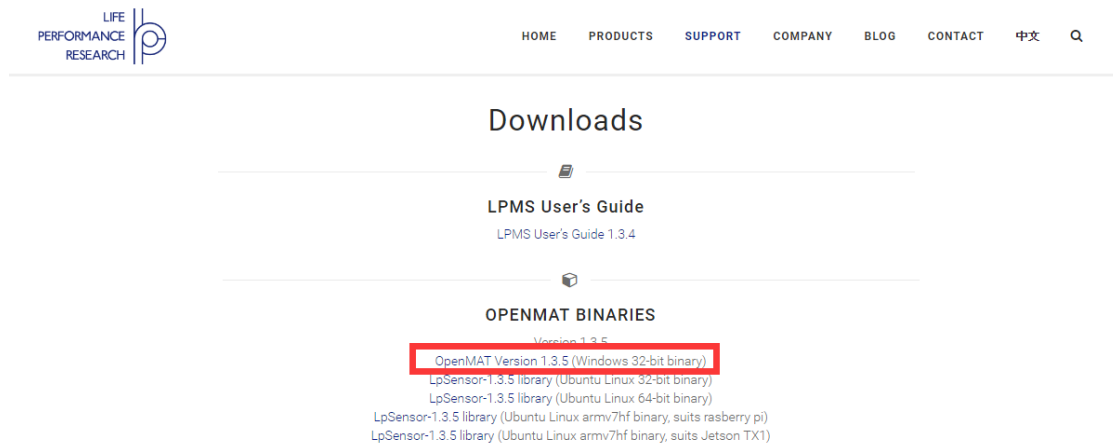 LIFE
PERFORMANCE
RESEARCH
HOME PRODUCTS SUPPORT COMPANY BLOG CONTACT 中文
Downloads
LPMS User's Guide
LPMS User's Guide 1.3.4
OPENMAT BINARIES
Version 1.3.5
OpenMAT Version 1.3.5 (Windows 32-bit binary)
LpSensor-1.3.5 library (Ubuntu Linux 32-bit binary)
LpSensor-1.3.5 library (Ubuntu Linux 64-bit binary)
LpSensor-1.3.5 library (Ubuntu Linux armv7hf binary, suits rasberry pi)
LpSensor-1.3.5 library (Ubuntu Linux armv7hf binary, suits Jetson TX1)